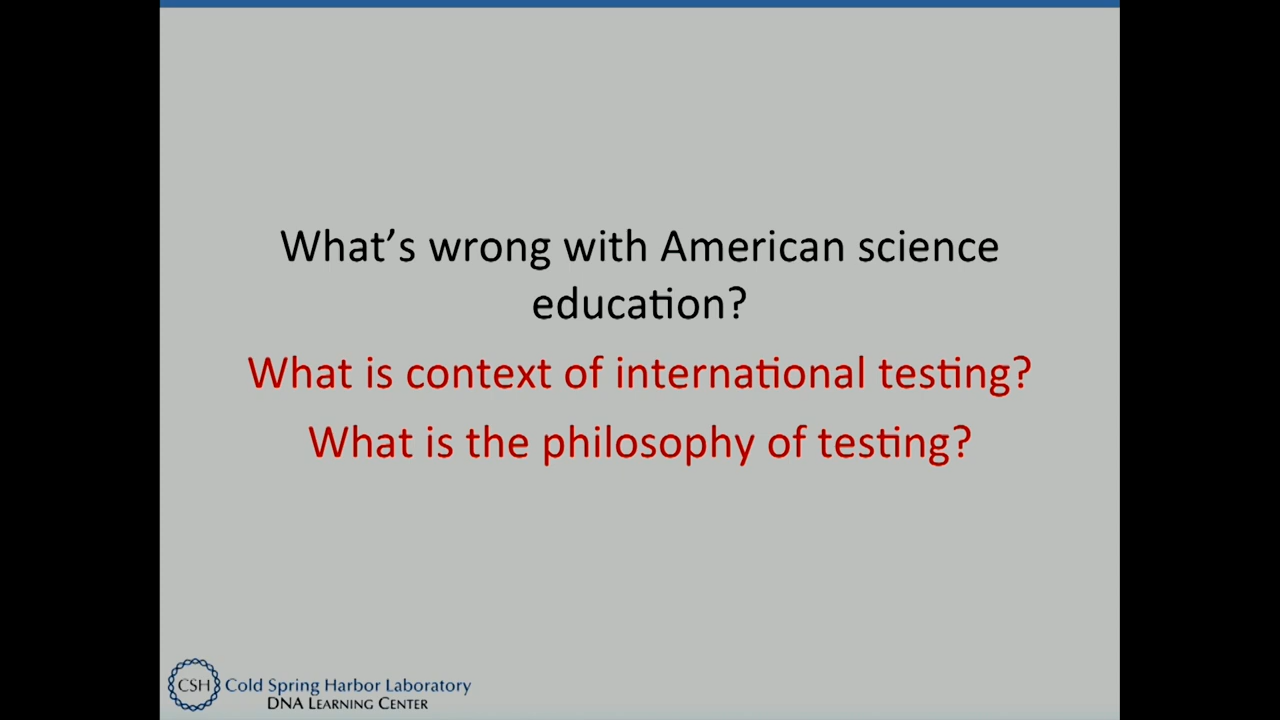 What’s wrong with American science
education?
What is context of international testing?
What is the philosophy of testing?
CSH Cold Spring Harbor Laboratory
DNA LEARNING CENTER